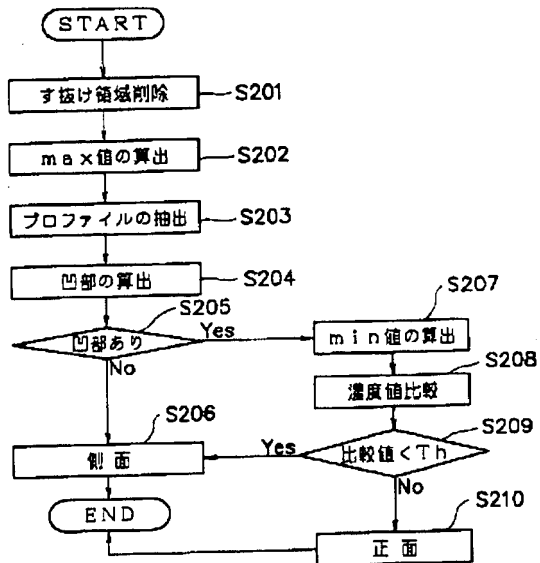 START
す抜け領域削除
S201
max値の算出
S202
プロファイルの抽出
S203
凹部の算出
S204
S205
凹部あり
Yes
No
S207
min値の算出
S208
濃度値比較
S209
比較値<Th
Yes
No
S206
側面
END
S210
正面